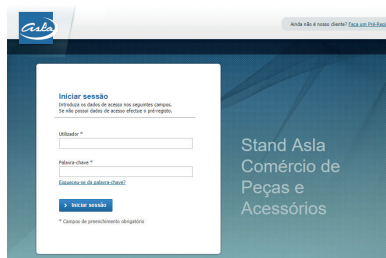 Asla
Ainda não é nosso cliente? Faça um Pré-Reg
Iniciar sessão
Introduza os dados de acesso nos seguintes campos.
Se não possui dados de acesso efectue o pré-registo.
Utilizador *
Palavra-chave *
Esqueceu-se da palavra-chave?
› Iniciar sessão
* Campos de preenchimento obrigatório
Stand Asla
Comércio de
Peças e
Acessórios